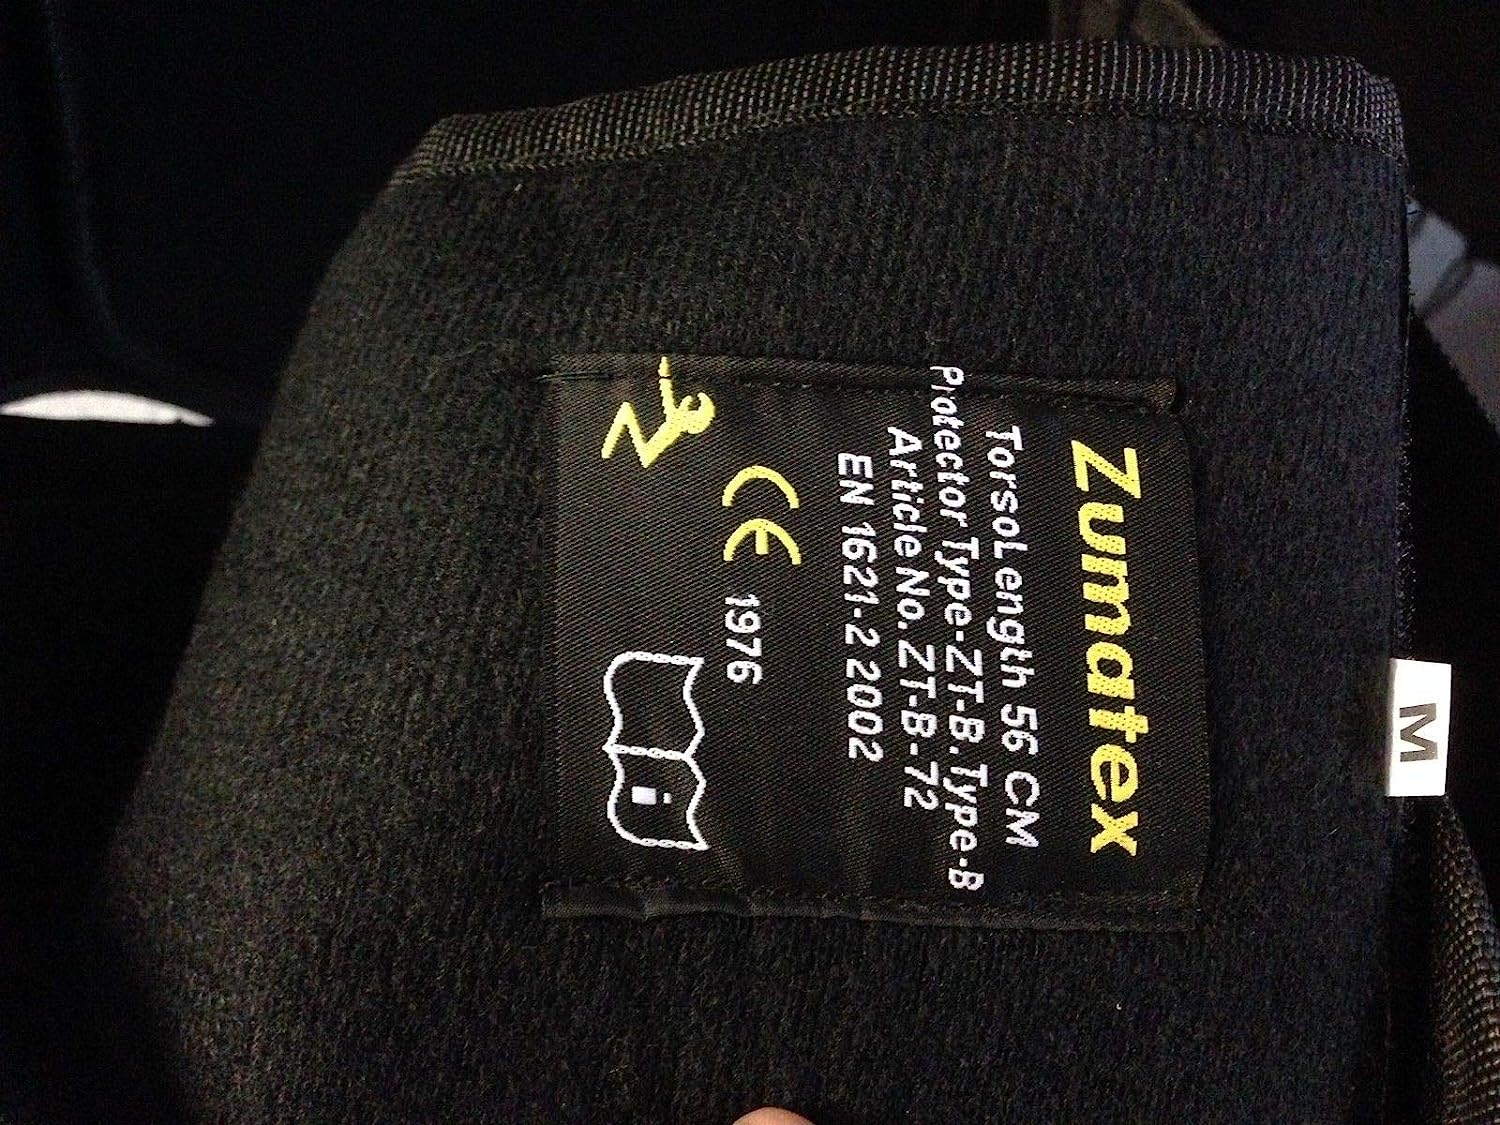 Zumatex
TorsoLength 56 CM
Protector Type-ZT-B. Type-B
Article No. ZT-B-72
EN 1621-2 2002
CE 1976
i
M